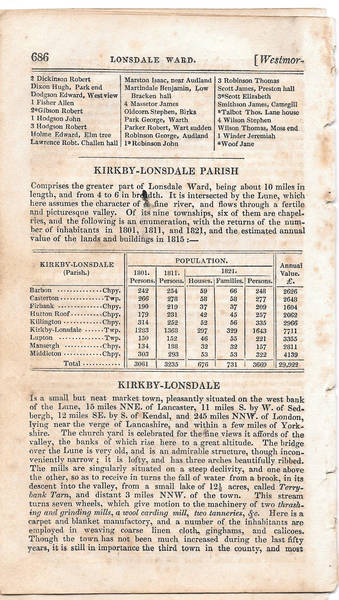 686 LONSDALE WARD. [Westmor-
2 Dickinson Robert
Dixon Hugh, Park end
Dodgson Edward, West view
1 Fisher Allen
2*Gibson Robert
1 Hodgson John
3 Hodgson Robert
Holme Edward, Elm tree
Lawrence Robt. Challen hall
Marston Isaac, near Audland
Martindale Benjamin, Low
Bracken hall
4 Massetor James
Oldcorn Stephen, Birks
Park George, Warth
Parker Robert, Wart sudden
Robinson George, Audland
1*Robinson John
3 Robinson Thomas
Scott James, Preston hall
3*Scott Elizabeth
Smithson James, Camsgill
*Talbot Thos. Lane house
4 Wilson Stephen
Wilson Thomas, Moss end
1 Winder Jeremiah
*Woof Jane
KIRKBY-LONSDALE PARISH
Comprises the greater part of Lonsdale Ward, being about 10 miles in
length, and from 4 to 6 in breadth. It is intersected by the Lune, which
here assumes the character of a fine river, and flows through a fertile
and picturesque valley. Of its nine townships, six of them are chapel-
ries, and the following is an enumeration, with the returns of the num-
ber of inhabitants in 1801, 1811, and 1821, and the estimated annual
value of the lands and buildings in 1815 :—
KIRKBY-LONSDALE (Parish.) POPULATION. Annual Value. £.
1801. 1811. 1821.
Persons. Persons. Houses. Families. Persons.
Barbon Chpy. 242 254 59 66 248 2626
Casterton Twp. 266 278 58 58 277 2648
Firbank Chpy. 190 219 37 37 209 1604
Hutton Roof Chpy. 179 231 42 45 257 2062
Killington Chpy. 314 252 52 56 335 2966
Kirkby-Lonsdale Twp. 1283 1368 297 329 1643 7711
Lupton Twp. 150 152 46 55 221 3355
Mansergh Chpy. 134 188 32 32 157 2811
Middleton Chpy. 303 293 53 53 322 4139
Total 3061 3235 676 731 3669 29,922
KIRKBY-LONSDALE
Is a small but neat market town, pleasantly situated on the west bank
of the Lune, 15 miles NNE. of Lancaster, 11 miles S. by W. of Sed-
bergh, 12 miles SE. by S. of Kendal, and 245 miles NNW. of London,
lying near the verge of Lancashire, and within a few miles of York-
shire. The church yard is celebrated for the fine views it affords of the
valley, the banks of which rise here to a great altitude. The bridge
over the Lune is very old, and is an admirable structure, though incon-
veniently narrow; it is lofty, and has three arches beautifully ribbed.
The mills are singularly situated on a steep declivity, and one above
the other, so as to receive in turns the fall of water from a brook, in its
descent into the valley, from a small lake of 12½ acres, called Terry-
bank Tarn, and distant 3 miles NNW. of the town. This stream
turns seven wheels, which give motion to the machinery of two thrash-
ing and grinding mills, a wool carding mill, two tanneries, &c. Here is a
carpet and blanket manufactory, and a number of the inhabitants are
employed in weaving coarse linen cloth, ginghams, and calicoes.
Though the town has not been much increased during the last fifty
years, it is still in importance the third town in the county, and most